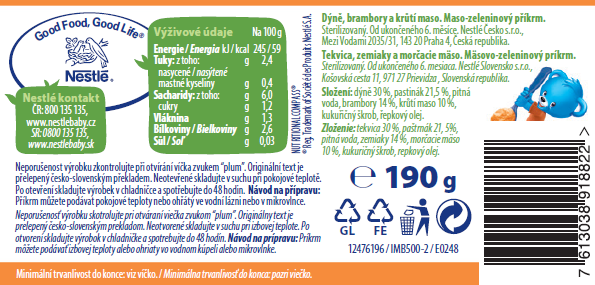 Good Food, Good Life®
Nestlé®
Nestlé kontakt
ČR: 800 135 135,
www.nestlebaby.cz
SR: 0800 135 135,
www.nestlebaby.sk
Výživové údaje Na 100 g
Energie / Energia kJ / kcal 245 / 59
Tuky: z toho: g 2,4
nasycené / nasýtené
mastné kyseliny g 0,4
Sacharidy: z toho: g 6,0
cukry g 1,2
Vláknina g 1,3
Bílkoviny / Bielkoviny g 2,6
Sůl / Soľ g 0,03
NUTRITIONAL COMPASS®
® Reg. Trademark of Société des Produits Nestlé S.A.
Dýně, brambory a krůtí maso. Maso-zeleninový příkrm.
Sterilizovaný. Od ukončeného 6. měsíce. Nestlé Česko s.r.o.,
Mezi Vodami 2035/31, 143 20 Praha 4, Česká republika.
Tekvica, zemiaky a morčacie mäso. Mäsovo-zeleninový príkrm.
Sterilizovaný. Od ukončeného 6. mesiaca. Nestlé Slovensko s.r.o.,
Košovská cesta 11, 971 27 Prievidza, Slovenská republika.
Složení: dýně 30 %, pastinák 21,5 %, pitná
voda, brambory 14 %, krůtí maso 10 %,
kukuřičný škrob, řepkový olej.
Zloženie: tekvica 30 %, paštrnák 21, 5%,
pitná voda, zemiaky 14 %, morčacie mäso
10 %, kukuričný škrob, repkový olej.
Neporušenost výrobku zkontrolujte při otvírání víčka zvukem "plum". Originální text je
přelepený česko-slovenským překladem. Neotevřené skladujte v suchu při pokojové teplotě.
Po otevření skladujte výrobek v chladničce a spotřebujte do 48 hodin. Návod na přípravu:
Příkrm můžete podávat pokojové teploty nebo ohřátý ve vodní lázni nebo v mikrovlnce.
Neporušenosť výrobku skotrolujte pri otváraní viečka zvukom "plum". Originálny text je
prelepený česko-slovenským prekladom. Neotvorené skladujte v suchu pri izbovej teplote. Po
otvorení skladujte výrobok v chladničke a spotrebujte do 48 hodín. Návod na prípravu: Príkrm
môžete podávať izbovej teploty alebo ohriaty vo vodnom kúpeli alebo mikrovlnke.
℮ 190 g
GL FE
12476196 / IMB500-2 / E0248
7 613038 918822 >
Minimální trvanlivost do konce: viz víčko. / Minimálna trvanlivosť do konca: pozri viečko.